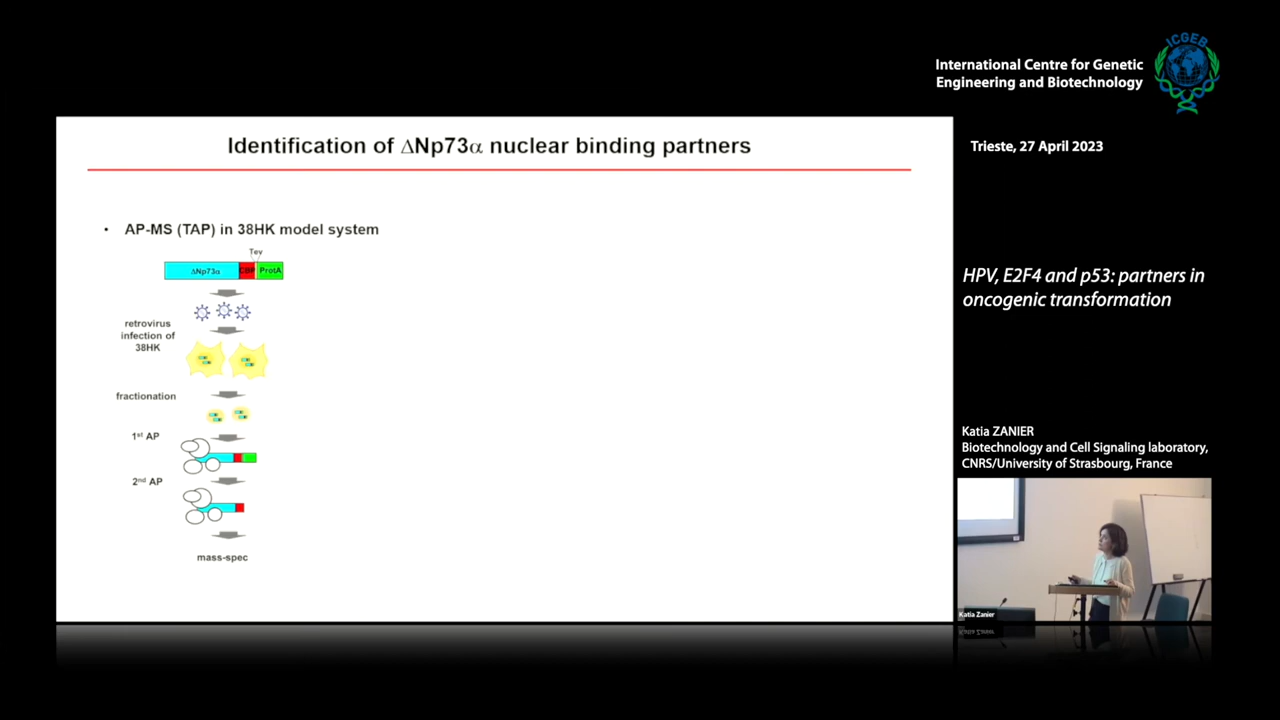 ICGEB
International Centre for Genetic
Engineering and Biotechnology
Identification of ΔNp73α nuclear binding partners
Trieste, 27 April 2023
• AP-MS (TAP) in 38HK model system
Tev
ΔNp73α CBP ProtA
HPV, E2F4 and p53: partners in
oncogenic transformation
retrovirus
infection of
38HK
fractionation
1st AP
2nd AP
mass-spec
Katia ZANIER
Biotechnology and Cell Signaling laboratory,
CNRS/University of Strasbourg, France
Katia Zanier